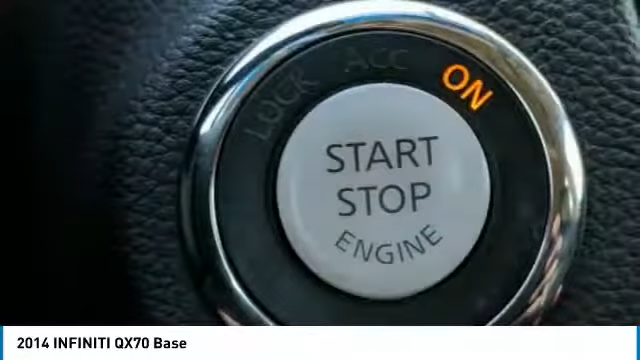 LOCK ACC ON
START
STOP
ENGINE
2014 INFINITI QX70 Base